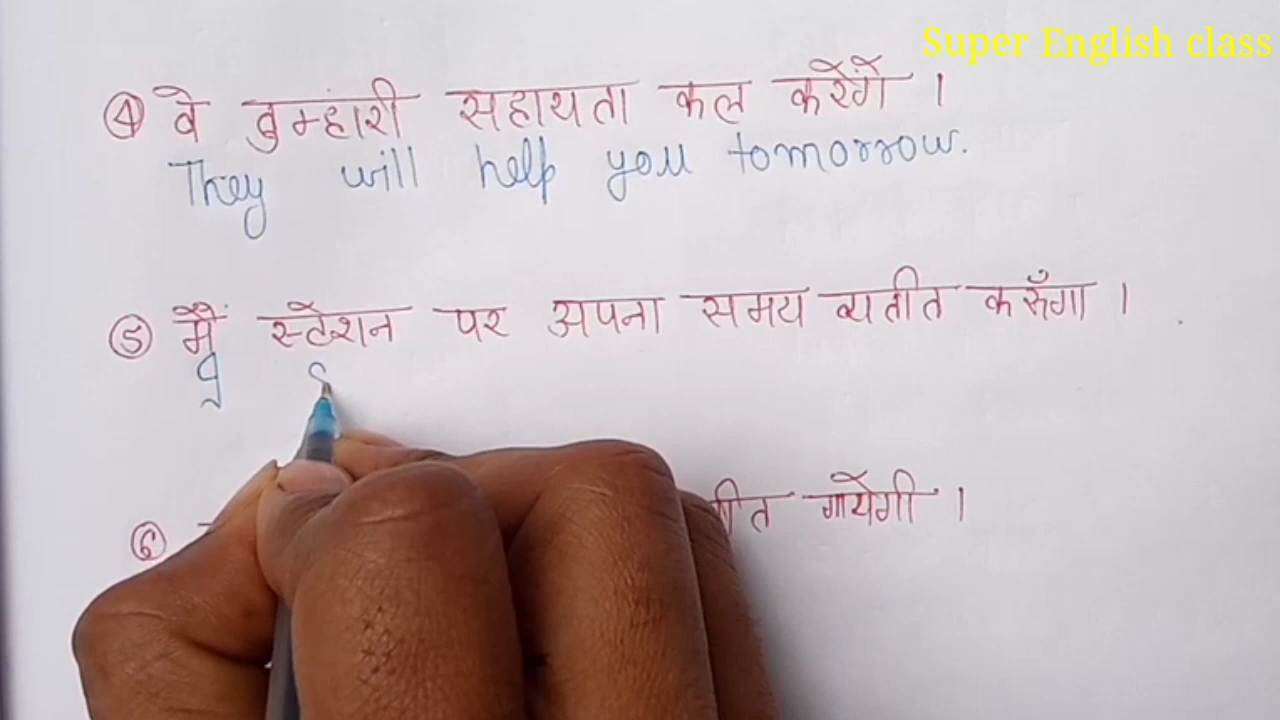 Super English class
④ वे तुम्हारी सहायता कल करेंगें ।
They will help you tomorrow.
⑤ मैं स्टेशन पर अपना समय व्यतीत करुँगा ।
I s
⑥ गायेगी ।